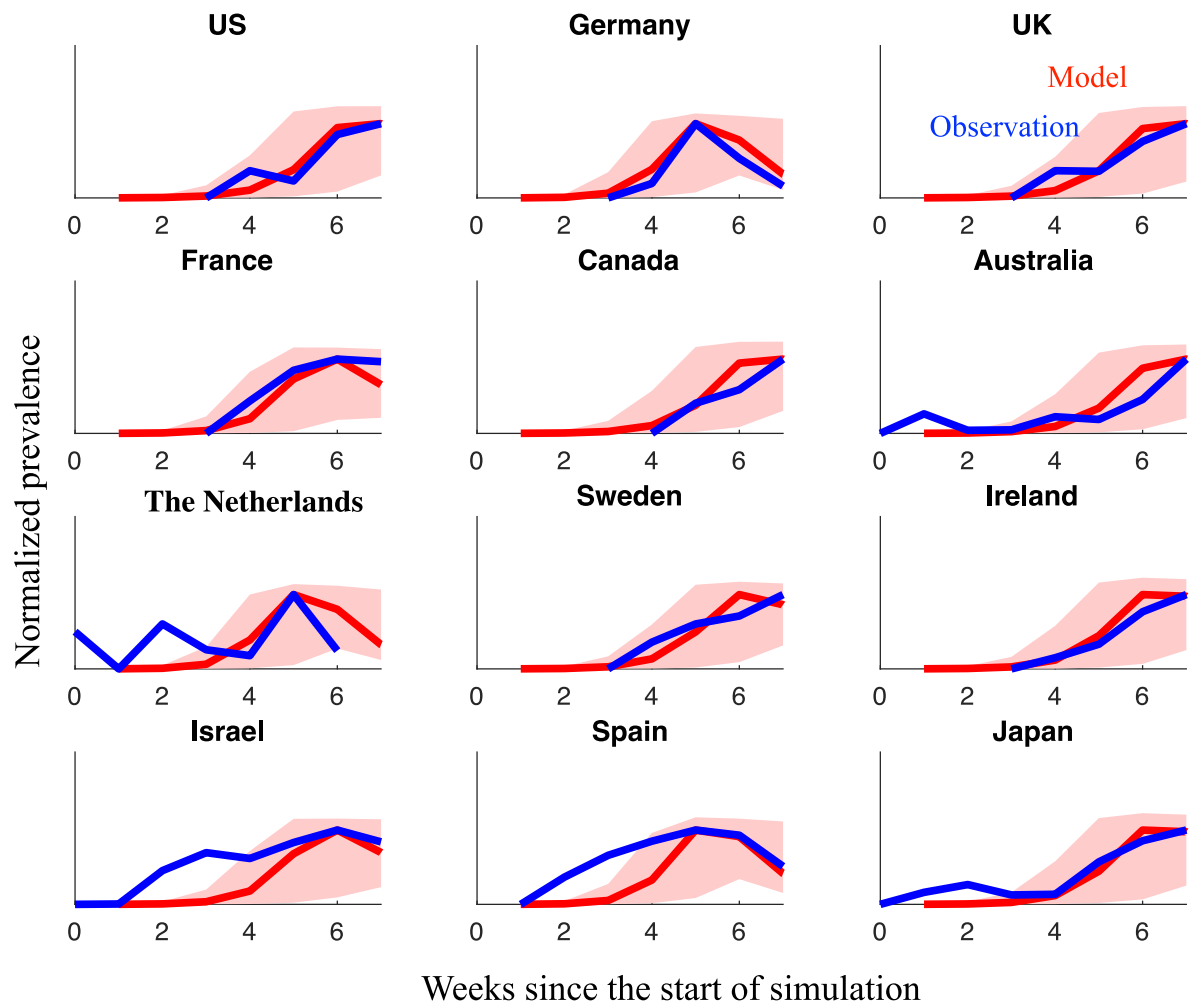 US Germany UK
Model
Observation
0 2 4 6 0 2 4 6 0 2 4 6
France Canada Australia
0 2 4 6 0 2 4 6 0 2 4 6
The Netherlands Sweden Ireland
0 2 4 6 0 2 4 6 0 2 4 6
Israel Spain Japan
0 2 4 6 0 2 4 6 0 2 4 6
Normalized prevalence
Weeks since the start of simulation